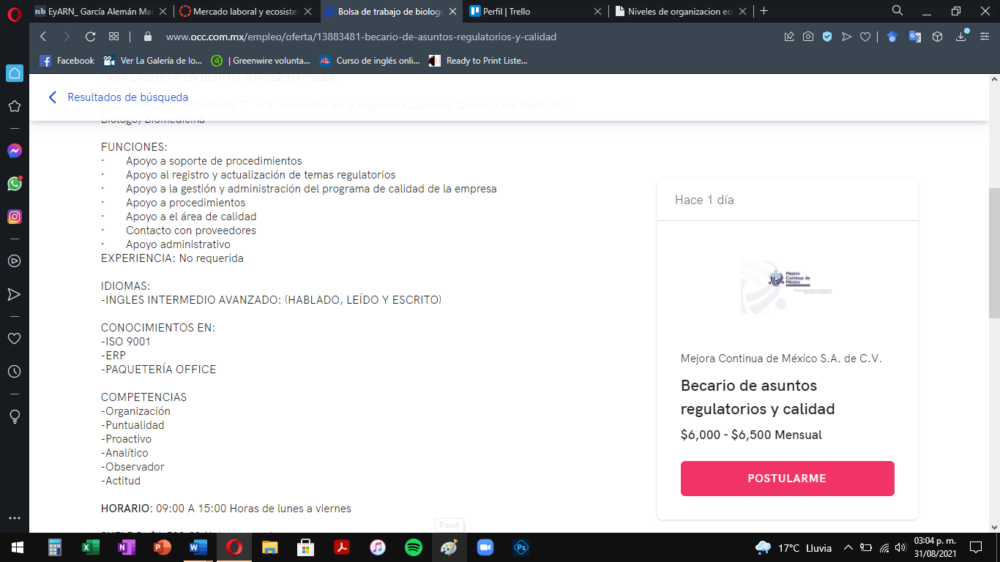 EyARN_ García Alemán Mar
Mercado laboral y ecosiste
Bolsa de trabajo de biologo
Perfil | Trello
Niveles de organizacion ec
www.occ.com.mx/empleo/oferta/13883481-becario-de-asuntos-regulatorios-y-calidad
Facebook
Ver La Galería de lo...
| Greenwire volunta...
Curso de inglés onli...
Ready to Print Liste...
PARA LABORAR EN BENITO JUAREZ NAPOLES
Resultados de búsqueda
ESCOLARIDAD: Estudiante (7° o 8° semestre) en la Ingeniería Química, Químico Farmacéutico
Biólogo, Biomedicina
FUNCIONES:
· Apoyo a soporte de procedimientos
· Apoyo al registro y actualización de temas regulatorios
· Apoyo a la gestión y administración del programa de calidad de la empresa
· Apoyo a procedimientos
· Apoyo a el área de calidad
· Contacto con proveedores
· Apoyo administrativo
EXPERIENCIA: No requerida
IDIOMAS:
-INGLES INTERMEDIO AVANZADO: (HABLADO, LEÍDO Y ESCRITO)
CONOCIMIENTOS EN:
-ISO 9001
-ERP
-PAQUETERÍA OFFICE
COMPETENCIAS
-Organización
-Puntualidad
-Proactivo
-Analítico
-Observador
-Actitud
HORARIO: 09:00 A 15:00 Horas de lunes a viernes
Hace 1 día
Mejora
Continua de
México
Mejora Continua de México S.A. de C.V.
Becario de asuntos
regulatorios y calidad
$6,000 - $6,500 Mensual
POSTULARME
Paint
17°C Lluvia
03:04 p. m.
31/08/2021